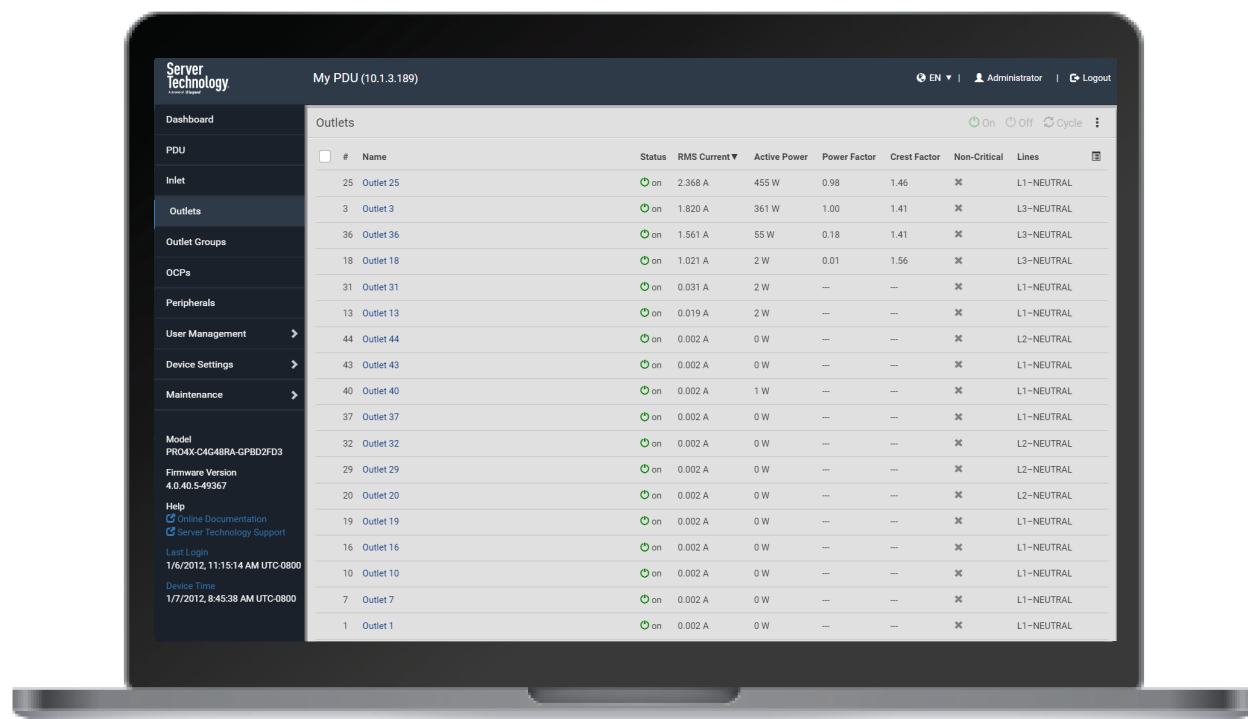 Server
Technology.
My PDU (10.1.3.189)
EN
Administrator
Logout
Dashboard
PDU
Inlet
Outlets
Outlet Groups
OCPs
Peripherals
User Management
Device Settings
Maintenance
Model
PRO4X-C4G48RA-GPBD2FD3
Firmware Version
4.0.40.5-49367
Help
Online Documentation
Server Technology Support
Last Login
1/6/2012, 11:15:14 AM UTC-0800
Device Time
1/7/2012, 8:45:38 AM UTC-0800
Outlets
On Off Cycle
# Name Status RMS Current▼ Active Power Power Factor Crest Factor Non-Critical Lines
25 Outlet 25 on 2.368 A 455 W 0.98 1.46 L1-NEUTRAL
3 Outlet 3 on 1.820 A 361 W 1.00 1.41 L3-NEUTRAL
36 Outlet 36 on 1.561 A 55 W 0.18 1.41 L3-NEUTRAL
18 Outlet 18 on 1.021 A 2 W 0.01 1.56 L3-NEUTRAL
31 Outlet 31 on 0.031 A 2 W --- --- L1-NEUTRAL
13 Outlet 13 on 0.019 A 2 W --- --- L1-NEUTRAL
44 Outlet 44 on 0.002 A 0 W --- --- L2-NEUTRAL
43 Outlet 43 on 0.002 A 0 W --- --- L1-NEUTRAL
40 Outlet 40 on 0.002 A 1 W --- --- L1-NEUTRAL
37 Outlet 37 on 0.002 A 0 W --- --- L1-NEUTRAL
32 Outlet 32 on 0.002 A 0 W --- --- L2-NEUTRAL
29 Outlet 29 on 0.002 A 0 W --- --- L2-NEUTRAL
20 Outlet 20 on 0.002 A 0 W --- --- L2-NEUTRAL
19 Outlet 19 on 0.002 A 0 W --- --- L1-NEUTRAL
16 Outlet 16 on 0.002 A 0 W --- --- L1-NEUTRAL
10 Outlet 10 on 0.002 A 0 W --- --- L1-NEUTRAL
7 Outlet 7 on 0.002 A 0 W --- --- L1-NEUTRAL
1 Outlet 1 on 0.002 A 0 W --- --- L1-NEUTRAL